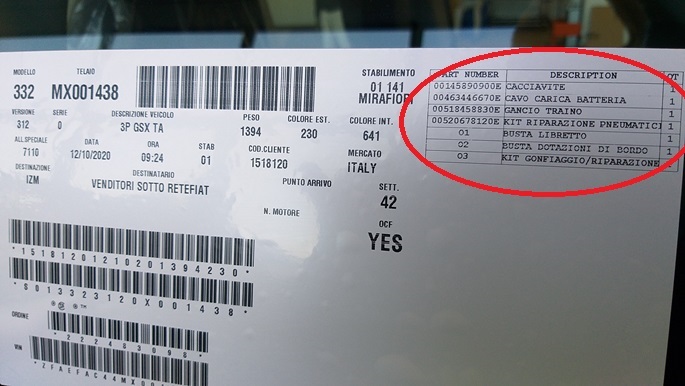 MODELLO TELAIO
332 MX001438
STABILIMENTO
01 141
MIRAFIORI
VERSIONE SERIE DESCRIZIONE VEICOLO PESO COLORE EST. COLORE INT.
312 0 3P GSX TA 1394 230 641
ALL.SPECIALE DATA ORA STAB COD.CLIENTE MERCATO
7110 12/10/2020 09:24 01 1518120 ITALY
DESTINAZIONE DESTINATARIO PUNTO ARRIVO SETT.
IZM VENDITORI SOTTO RETEFIAT 42
N. MOTORE OCF
YES
PART NUMBER DESCRIPTION QT
00145890900E CACCIAVITE 1
00463446670E CAVO CARICA BATTERIA 1
00518458830E GANCIO TRAINO 1
00520678120E KIT RIPARAZIONE PNEUMATICI 1
01 BUSTA LIBRETTO 1
02 BUSTA DOTAZIONI DI BORDO 1
03 KIT GONFIAGGIO/RIPARAZIONE 1
*15181201210201394230*
*S013323120X001438*
ORDINE
VIN